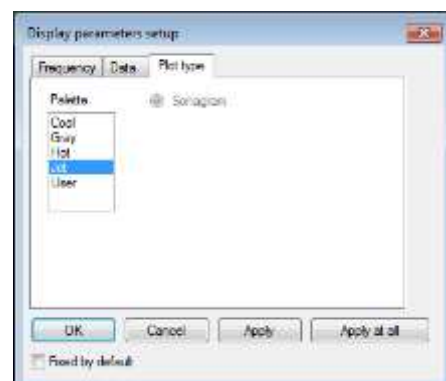 Display parameters setup
Frequency Data Plot type
Palette Sonagram
Cool
Gray
Hot
Jet
User
OK Cancel Apply Apply at all
Fixed by default